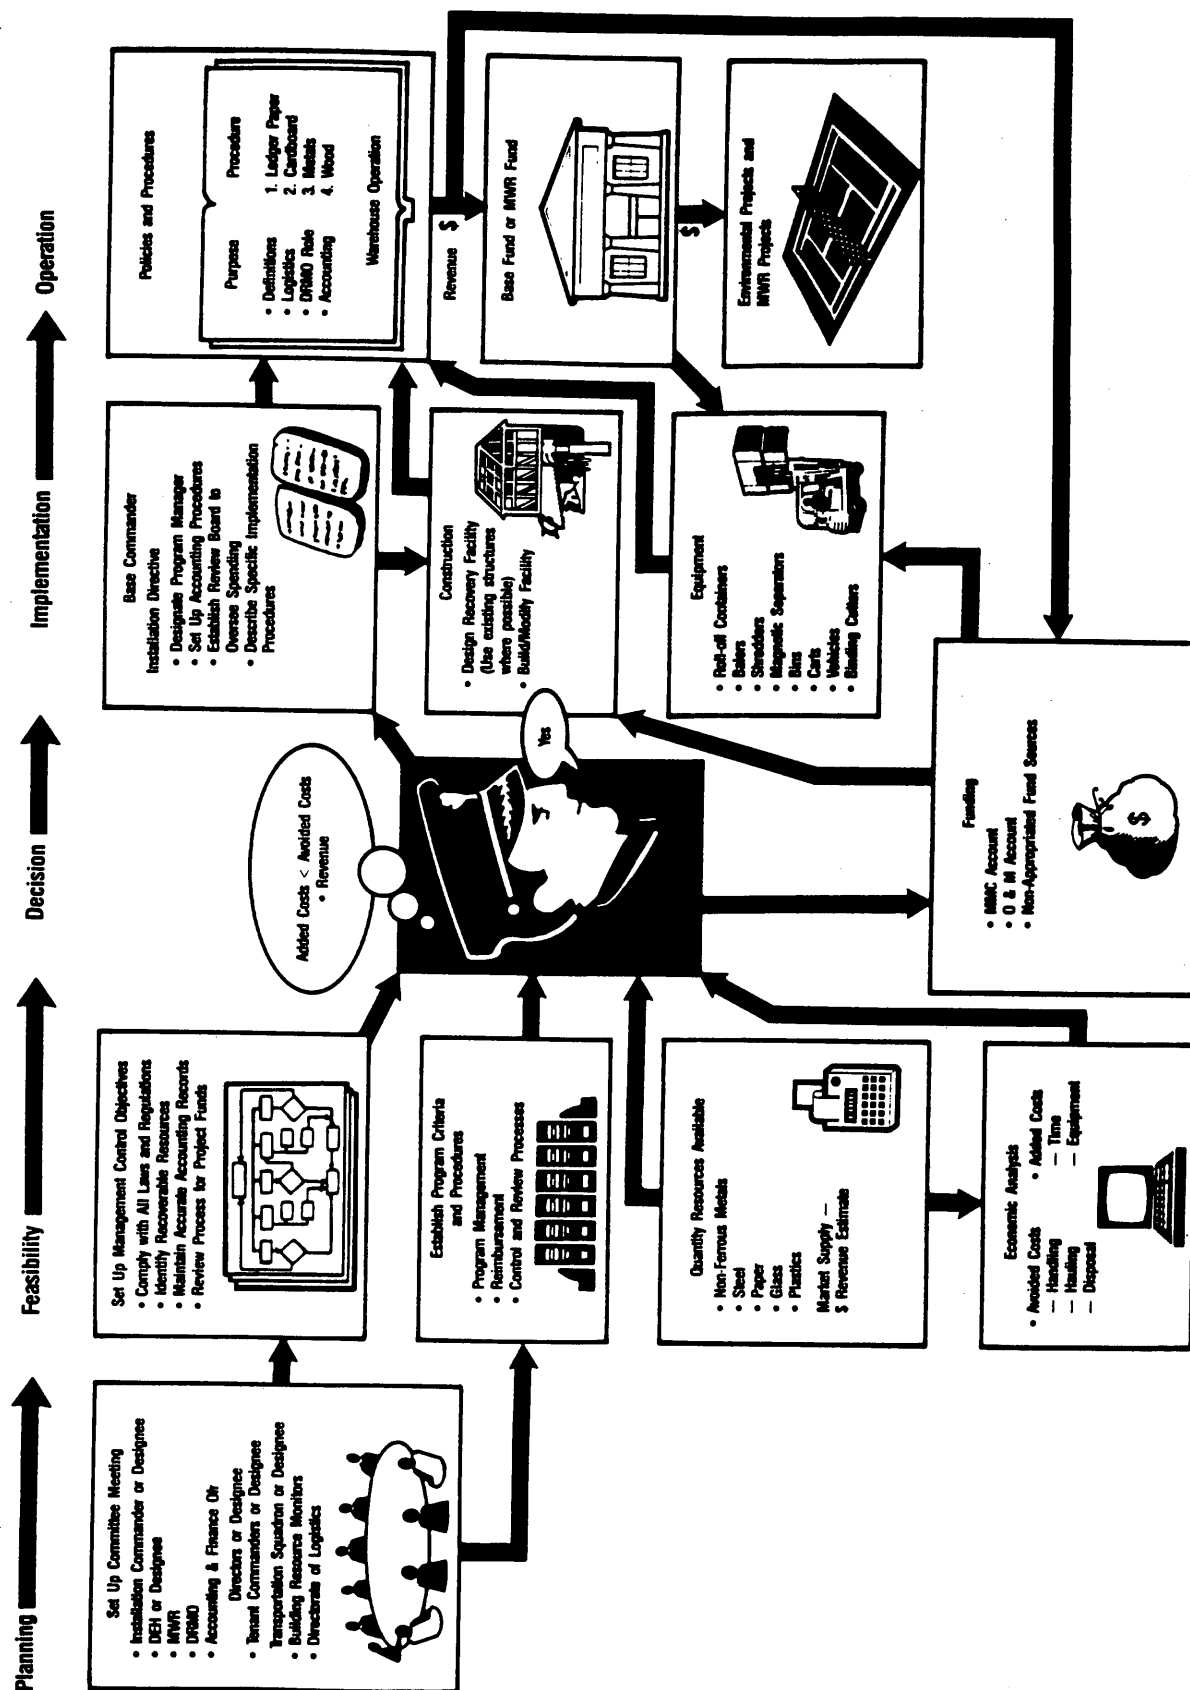 Planning
Feasibility
Decision
Implementation
Operation
Set Up Committee Meeting
• Installation Commander or Designee
• DEH or Designee
• MWR
• DRMO
• Accounting & Finance Ofr
Directors or Designee
• Tenant Commanders or Designee
Transportation Squadron or Designee
• Building Resource Monitors
• Directorate of Logistics
Set Up Management Control Objectives
• Comply with All Laws and Regulations
• Identify Recoverable Resources
• Maintain Accurate Accounting Records
• Review Process for Project Funds
Establish Program Criteria
and Procedures
• Program Management
• Reimbursement
• Control and Review Processes
Quantity Resources Available
• Non-Ferrous Metals
• Steel
• Paper
• Glass
• Plastics
Market Supply —
$ Revenue Estimate
Economic Analysis
• Avoided Costs
— Handling
— Hauling
— Disposal
• Added Costs
— Time
— Equipment
Added Costs < Avoided Costs
• Revenue
Yes
Funding
• MMC Account
• O & M Account
• Non-Appropriated Fund Sources
$
Base Commander
Installation Directive
• Designate Program Manager
• Set Up Accounting Procedures
• Establish Review Board to
Oversee Spending
• Describe Specific Implementation
Procedures
Construction
• Design Recovery Facility
(Use existing structures
where possible)
• Build/Modify Facility
Equipment
• Roll-off Containers
• Balers
• Shredders
• Magnetic Separators
• Bins
• Carts
• Vehicles
• Binding Cutters
Policies and Procedures
Purpose
• Definitions
• Logistics
• DRMO Role
• Accounting
Procedure
1. Ledger Paper
2. Cardboard
3. Metals
4. Wood
Warehouse Operation
Revenue $
Base Fund or MWR Fund
$
Environmental Projects and
MWR Projects